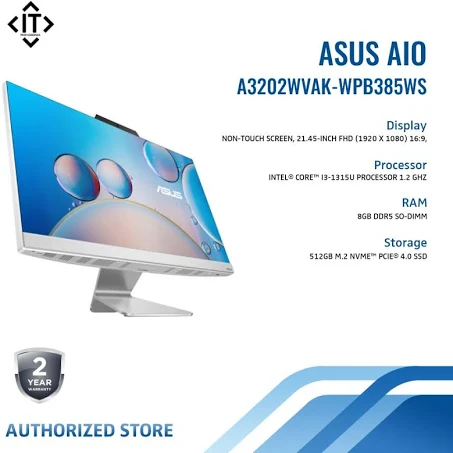 IT
ASUS AIO
A3202WVAK-WPB385WS
Display
NON-TOUCH SCREEN, 21.45-INCH FHD (1920 X 1080) 16:9,
Processor
INTEL® CORE™ I3-1315U PROCESSOR 1.2 GHZ
RAM
8GB DDR5 SO-DIMM
Storage
512GB M.2 NVME™ PCIE® 4.0 SSD
ASUS
2
YEAR
WARRANTY
AUTHORIZED STORE